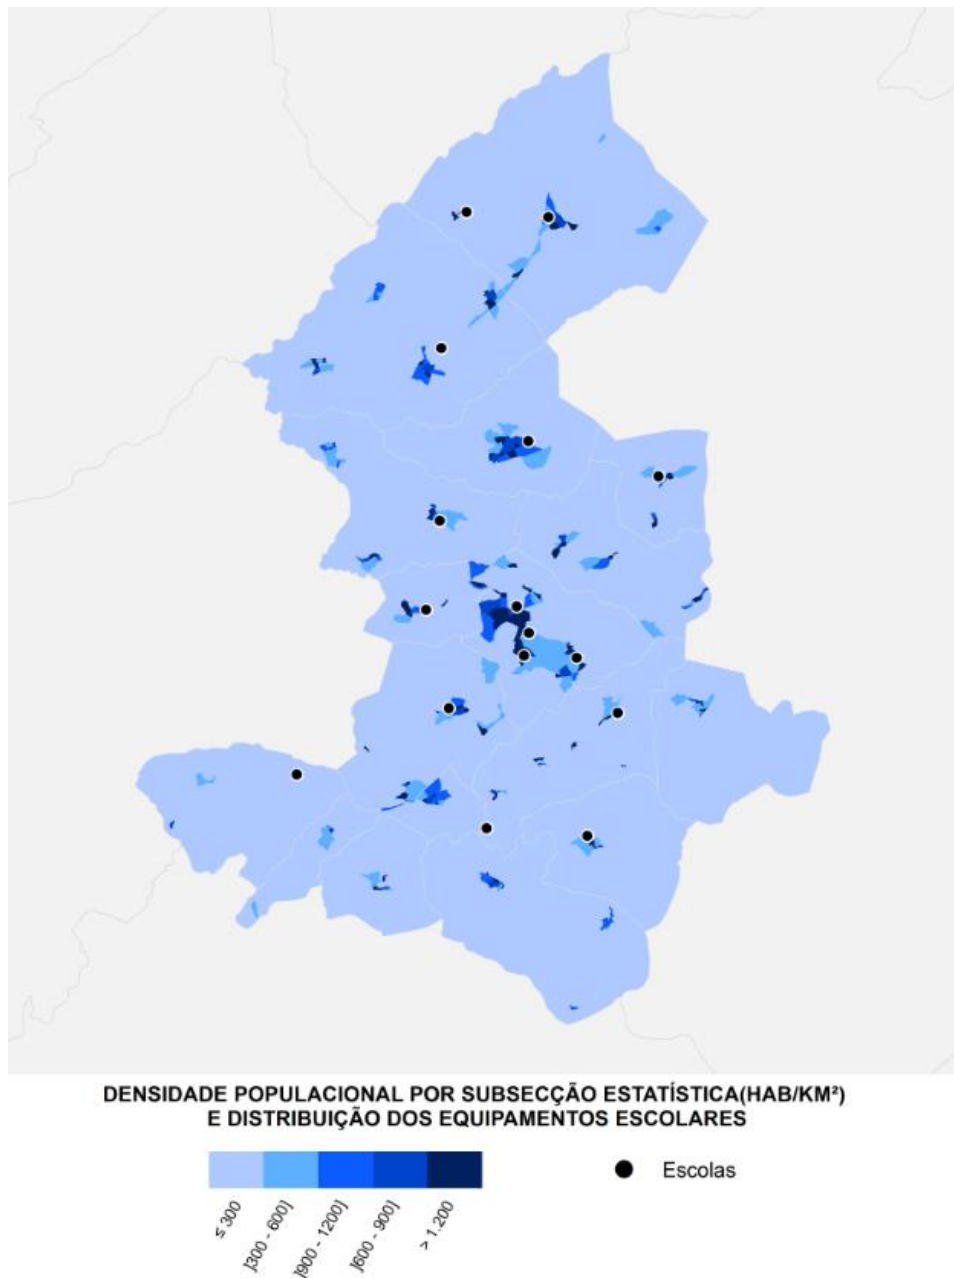 DENSIDADE POPULACIONAL POR SUBSECÇÃO ESTATÍSTICA(HAB/KM²)
E DISTRIBUIÇÃO DOS EQUIPAMENTOS ESCOLARES
Escolas
≤ 300
]300 - 600]
]900 - 1200]
]600 - 900]
> 1.200